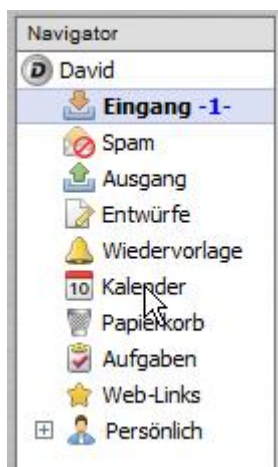 Navigator
D David
Eingang -1-
Spam
Ausgang
Entwürfe
Wiedervorlage
10 Kalender
Papierkorb
Aufgaben
Web-Links
Persönlich